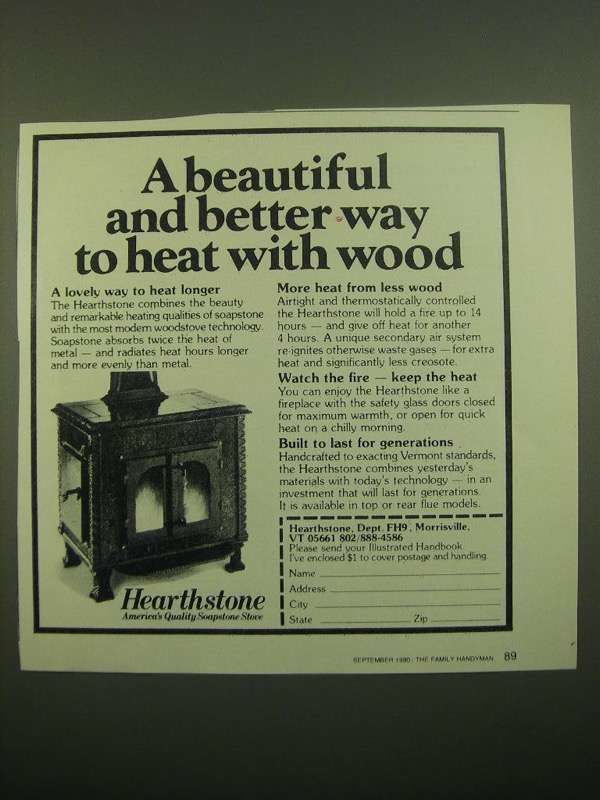 A beautiful
and better way
to heat with wood
A lovely way to heat longer
The Hearthstone combines the beauty
and remarkable heating qualities of soapstone
with the most modern woodstove technology.
Soapstone absorbs twice the heat of
metal — and radiates heat hours longer
and more evenly than metal.
More heat from less wood
Airtight and thermostatically controlled
the Hearthstone will hold a fire up to 14
hours — and give off heat for another
4 hours. A unique secondary air system
re-ignites otherwise waste gases — for extra
heat and significantly less creosote.
Watch the fire — keep the heat
You can enjoy the Hearthstone like a
fireplace with the safety glass doors closed
for maximum warmth, or open for quick
heat on a chilly morning.
Built to last for generations
Handcrafted to exacting Vermont standards,
the Hearthstone combines yesterday's
materials with today's technology — in an
investment that will last for generations.
It is available in top or rear flue models.
Hearthstone
America's Quality Soapstone Stove
Hearthstone, Dept. FH9, Morrisville,
VT 05661 802/888-4586
Please send your Illustrated Handbook.
I've enclosed $1 to cover postage and handling.
Name
Address
City
State Zip
SEPTEMBER 1980, THE FAMILY HANDYMAN 89